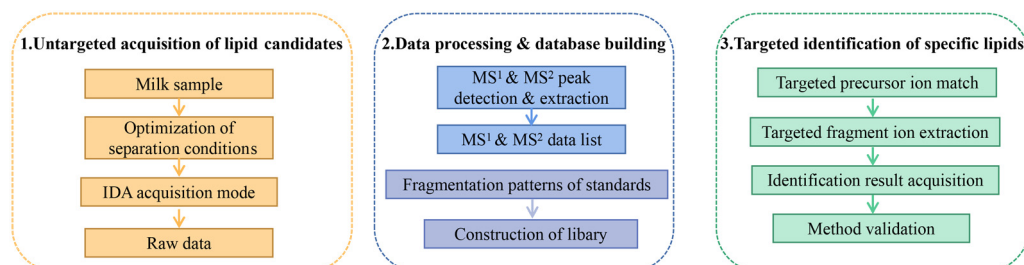 1.Untargeted acquisition of lipid candidates
Milk sample
Optimization of
separation conditions
IDA acquisition mode
Raw data
2.Data processing & database building
MS¹ & MS² peak
detection & extraction
MS¹ & MS² data list
Fragmentation patterns of standards
Construction of libary
3.Targeted identification of specific lipids
Targeted precursor ion match
Targeted fragment ion extraction
Identification result acquisition
Method validation